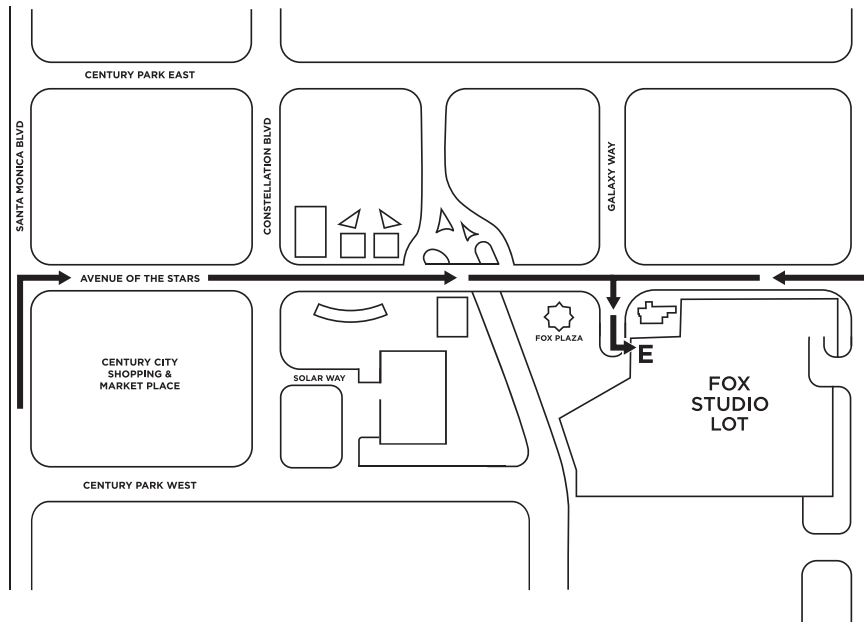 CENTURY PARK EAST
SANTA MONICA BLVD
CONSTELLATION BLVD
GALAXY WAY
AVENUE OF THE STARS
CENTURY CITY
SHOPPING &
MARKET PLACE
SOLAR WAY
FOX PLAZA
E
FOX
STUDIO
LOT
CENTURY PARK WEST